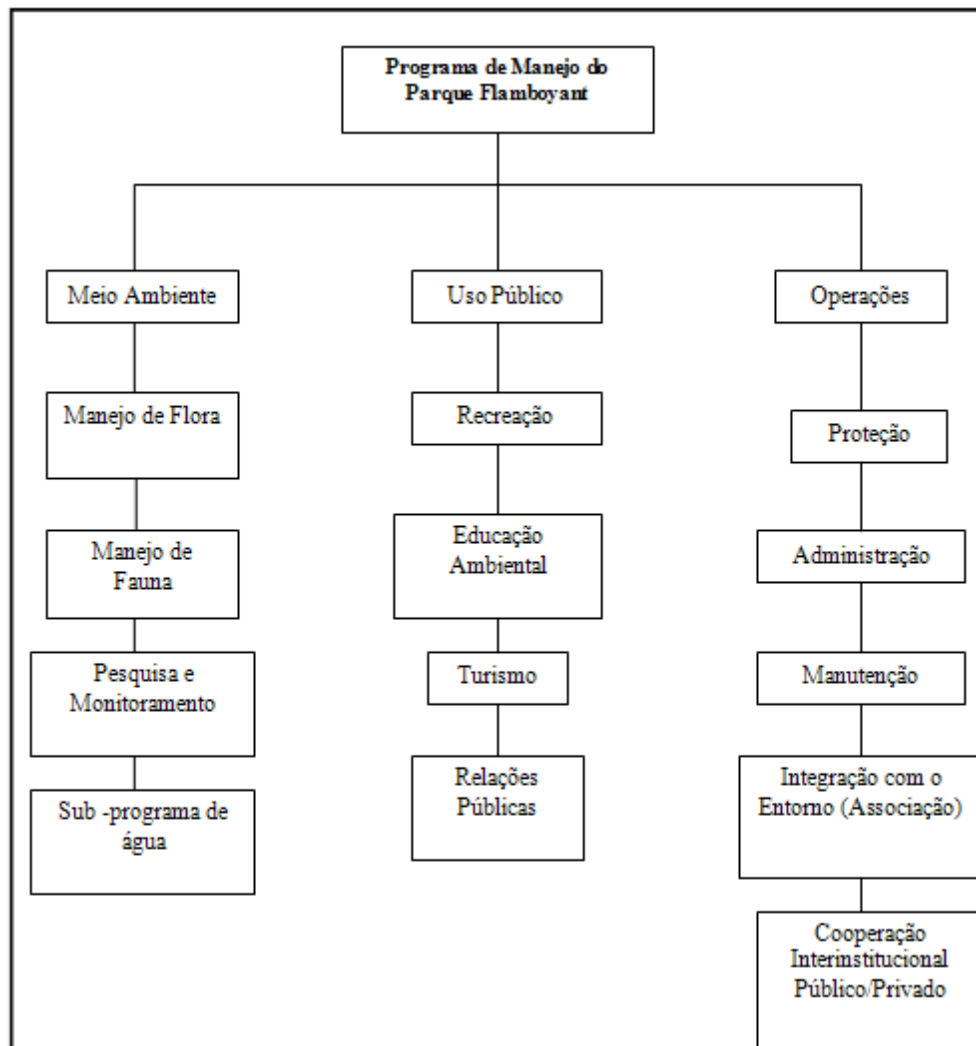 Programa de Manejo do
Parque Flamboyant
Meio Ambiente
Uso Público
Operações
Manejo de Flora
Recreação
Proteção
Manejo de
Fauna
Educação
Ambiental
Administração
Pesquisa e
Monitoramento
Turismo
Manutenção
Sub -programa de
água
Relações
Públicas
Integração com o
Entorno (Associação)
Cooperação
Interinstitucional
Público/Privado